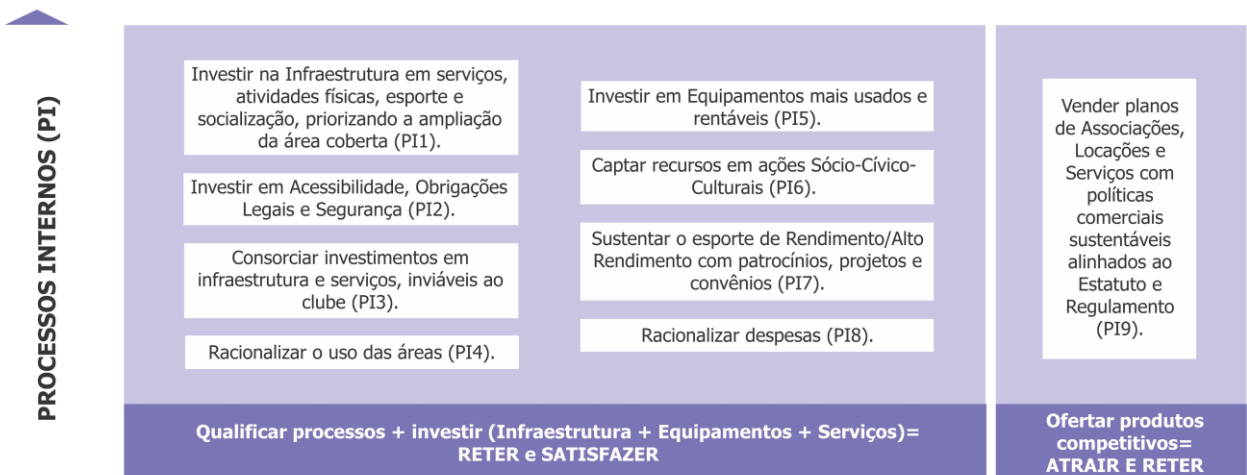 PROCESSOS INTERNOS (PI)
Investir na Infraestrutura em serviços,
atividades físicas, esporte e
socialização, priorizando a ampliação
da área coberta (PI1).
Investir em Acessibilidade, Obrigações
Legais e Segurança (PI2).
Consorciar investimentos em
infraestrutura e serviços, inviáveis ao
clube (PI3).
Racionalizar o uso das áreas (PI4).
Investir em Equipamentos mais usados e
rentáveis (PI5).
Captar recursos em ações Sócio-Cívico-
Culturais (PI6).
Sustentar o esporte de Rendimento/Alto
Rendimento com patrocínios, projetos e
convênios (PI7).
Racionalizar despesas (PI8).
Qualificar processos + investir (Infraestrutura + Equipamentos + Serviços)=
RETER e SATISFAZER
Vender planos
de Associações,
Locações e
Serviços com
políticas
comerciais
sustentáveis
alinhados ao
Estatuto e
Regulamento
(PI9).
Ofertar produtos
competitivos=
ATRAIR E RETER